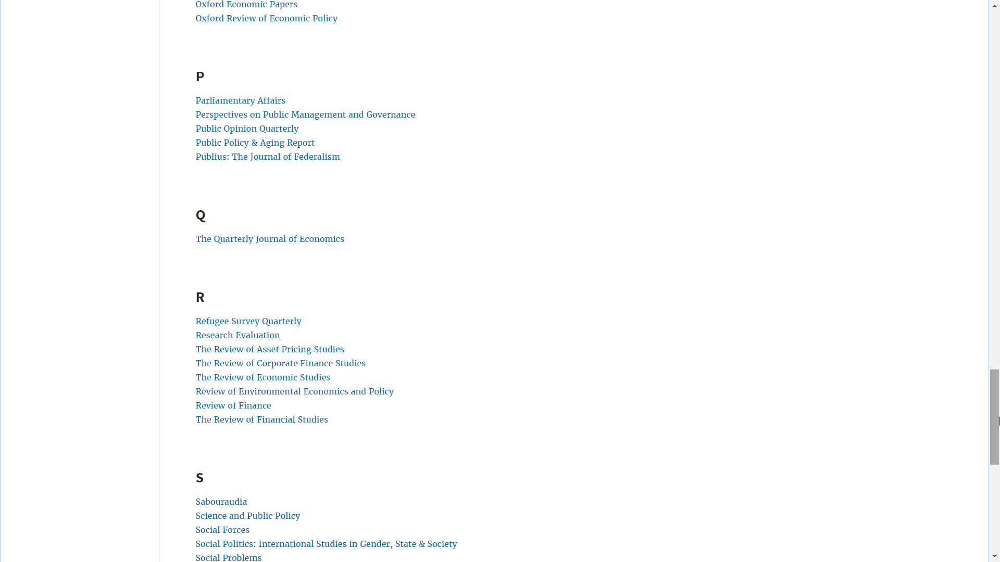 Oxford Economic Papers
Oxford Review of Economic Policy
P
Parliamentary Affairs
Perspectives on Public Management and Governance
Public Opinion Quarterly
Public Policy & Aging Report
Publius: The Journal of Federalism
Q
The Quarterly Journal of Economics
R
Refugee Survey Quarterly
Research Evaluation
The Review of Asset Pricing Studies
The Review of Corporate Finance Studies
The Review of Economic Studies
Review of Environmental Economics and Policy
Review of Finance
The Review of Financial Studies
S
Sabouraudia
Science and Public Policy
Social Forces
Social Politics: International Studies in Gender, State & Society
Social Problems